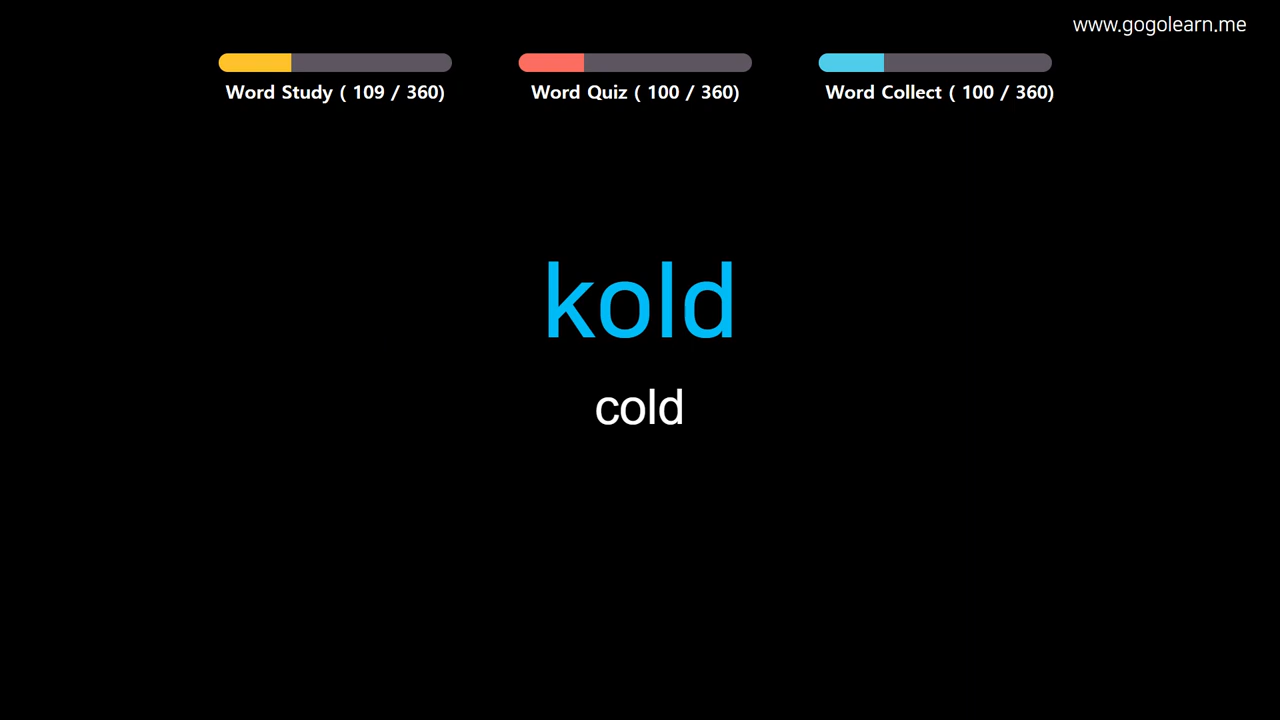 www.gogolearn.me
Word Study ( 109 / 360)
Word Quiz ( 100 / 360)
Word Collect ( 100 / 360)
kold
cold